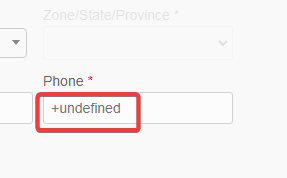 Zone/State/Province *
Phone *
+undefined